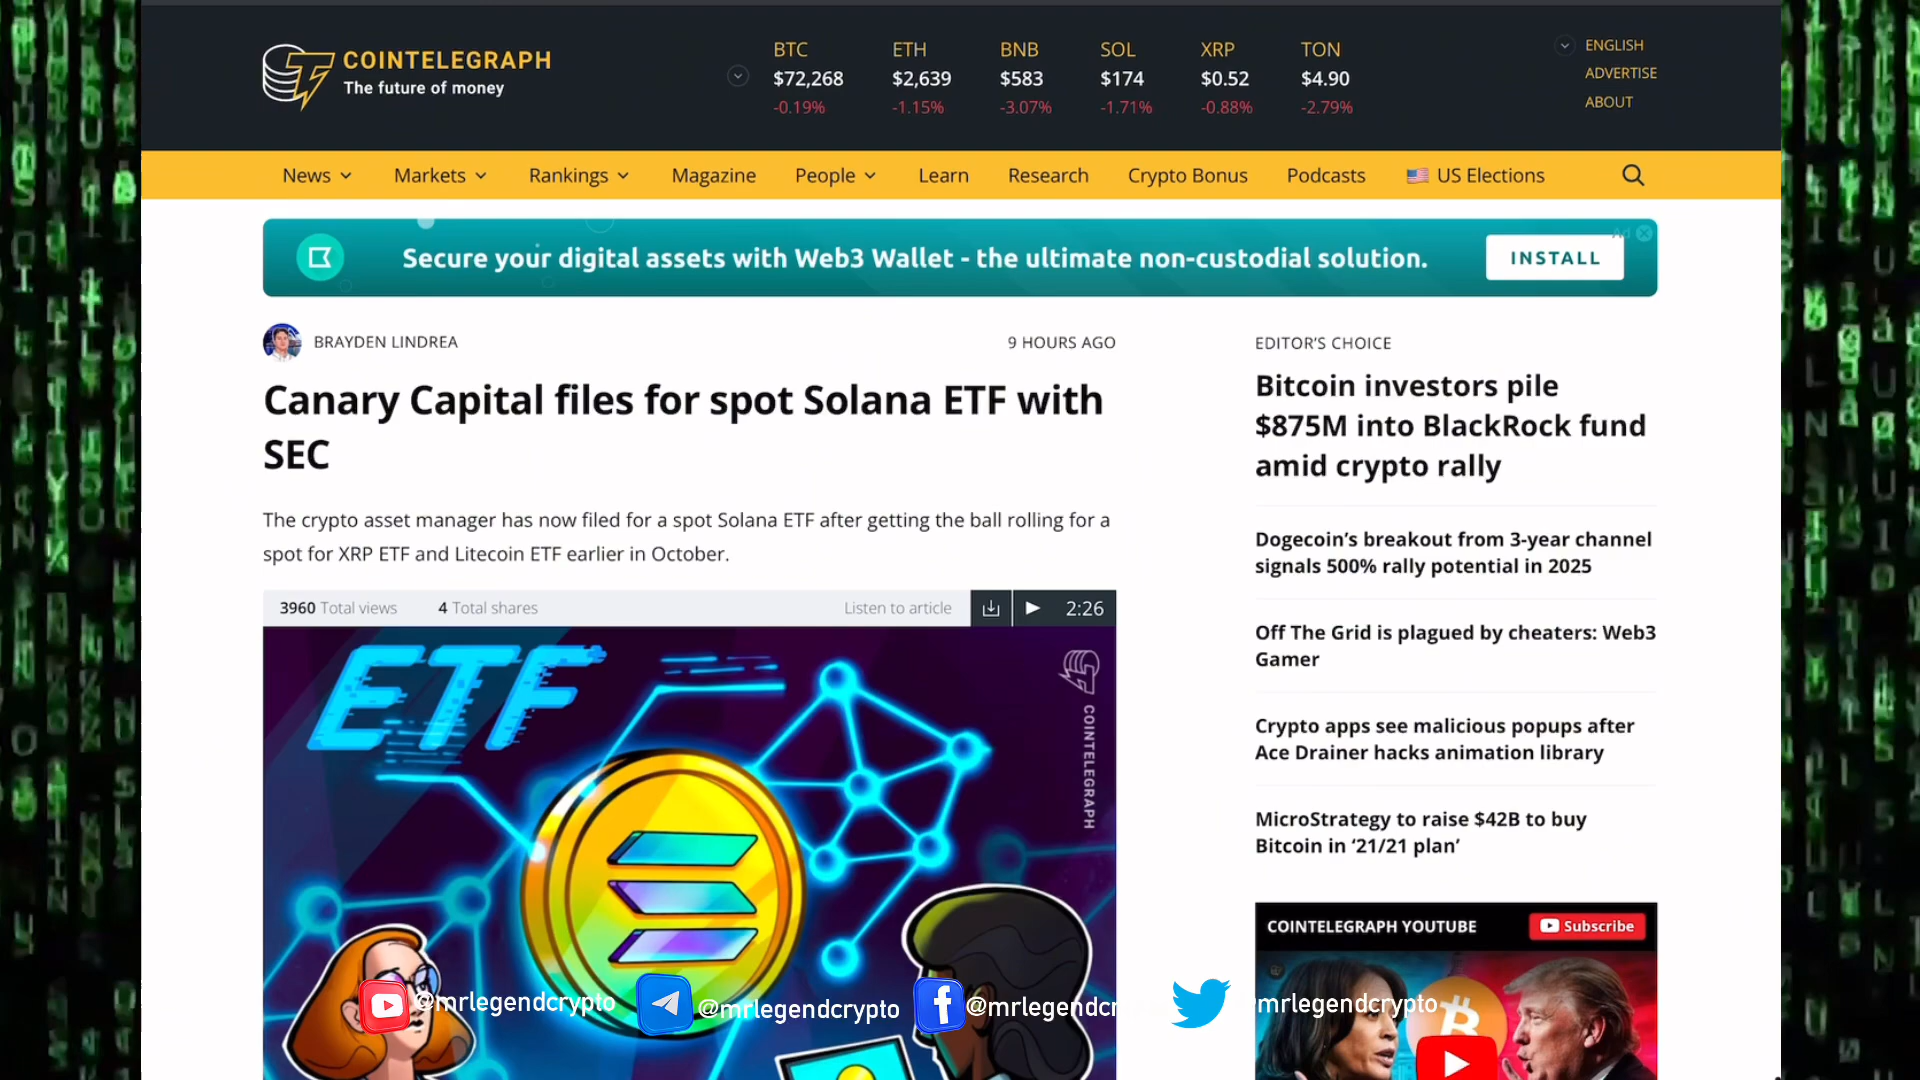 COINTELEGRAPH
The future of money
BTC
$72,268
-0.19%
ETH
$2,639
-1.15%
BNB
$583
-3.07%
SOL
$174
-1.71%
XRP
$0.52
-0.88%
TON
$4.90
-2.79%
ENGLISH
ADVERTISE
ABOUT
News Markets Rankings Magazine People Learn Research Crypto Bonus Podcasts US Elections
Secure your digital assets with Web3 Wallet - the ultimate non-custodial solution.
INSTALL
Ad
BRAYDEN LINDREA
9 HOURS AGO
Canary Capital files for spot Solana ETF with
SEC
The crypto asset manager has now filed for a spot Solana ETF after getting the ball rolling for a
spot for XRP ETF and Litecoin ETF earlier in October.
3960 Total views 4 Total shares Listen to article 2:26
ETF
COINTELEGRAPH
EDITOR'S CHOICE
Bitcoin investors pile
$875M into BlackRock fund
amid crypto rally
Dogecoin's breakout from 3-year channel
signals 500% rally potential in 2025
Off The Grid is plagued by cheaters: Web3
Gamer
Crypto apps see malicious popups after
Ace Drainer hacks animation library
MicroStrategy to raise $42B to buy
Bitcoin in '21/21 plan'
COINTELEGRAPH YOUTUBE
Subscribe
@mrlegendcrypto
@mrlegendcrypto
@mrlegendcr
mrlegendcrypto